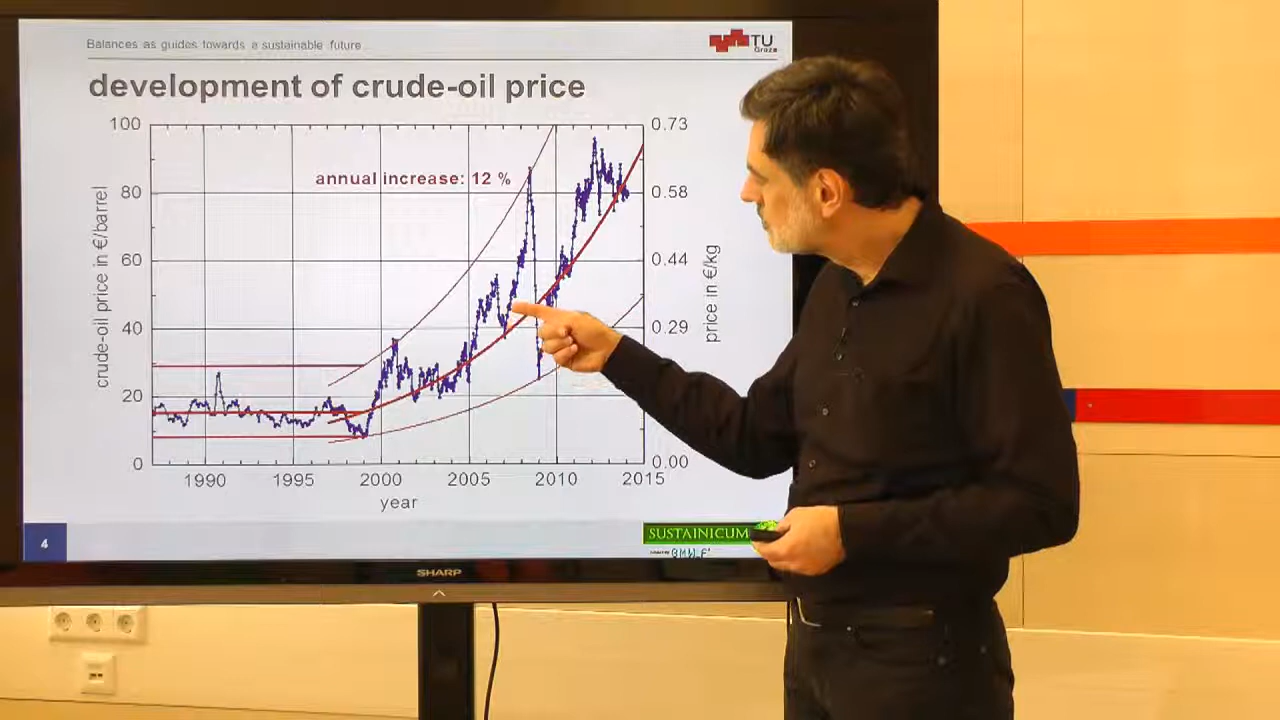 Balances as guides towards a sustainable future
TU
Graz
development of crude-oil price
annual increase: 12 %
crude-oil price in €/barrel
100
80
60
40
20
0
0.73
0.58
0.44
0.29
0.00
price in €/kg
1990 1995 2000 2005 2010 2015
year
4
SUSTAINICUM
SHARP